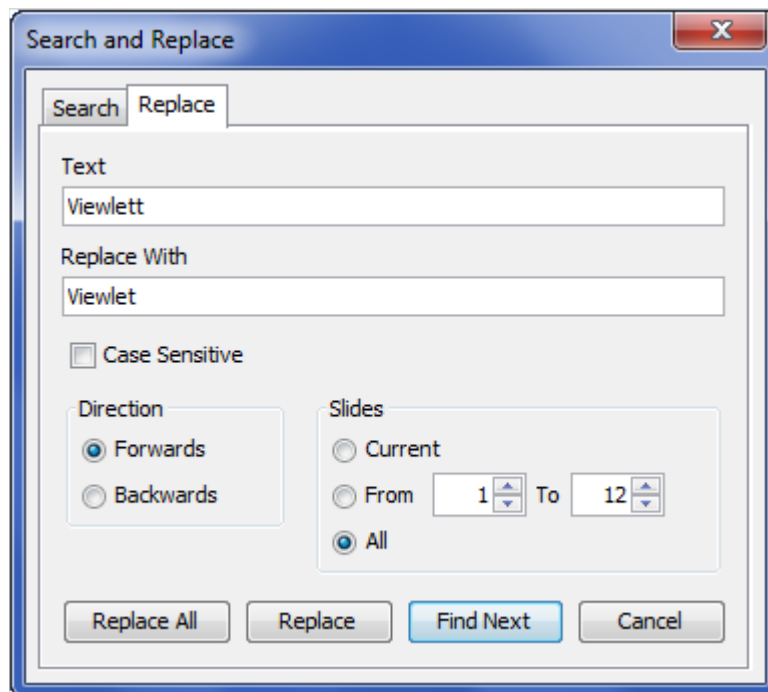 Search and Replace
Search Replace
Text
Viewlett
Replace With
Viewlet
Case Sensitive
Direction
Forwards
Backwards
Slides
Current
From 1 To 12
All
Replace All Replace Find Next Cancel